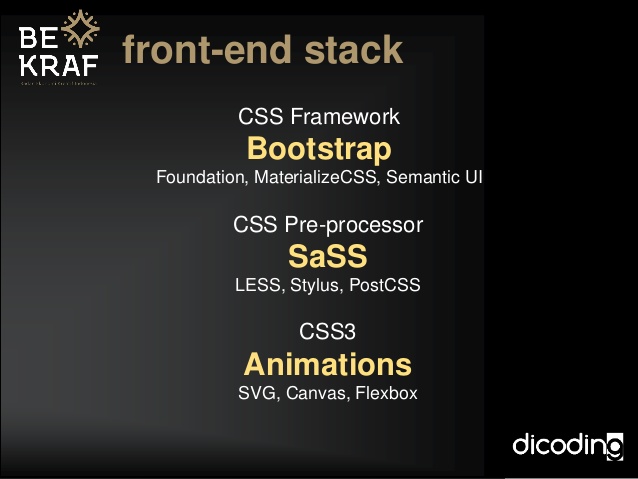 BE
KRAF
front-end stack
CSS Framework
Bootstrap
Foundation, MaterializeCSS, Semantic UI
CSS Pre-processor
SaSS
LESS, Stylus, PostCSS
CSS3
Animations
SVG, Canvas, Flexbox
dicoding